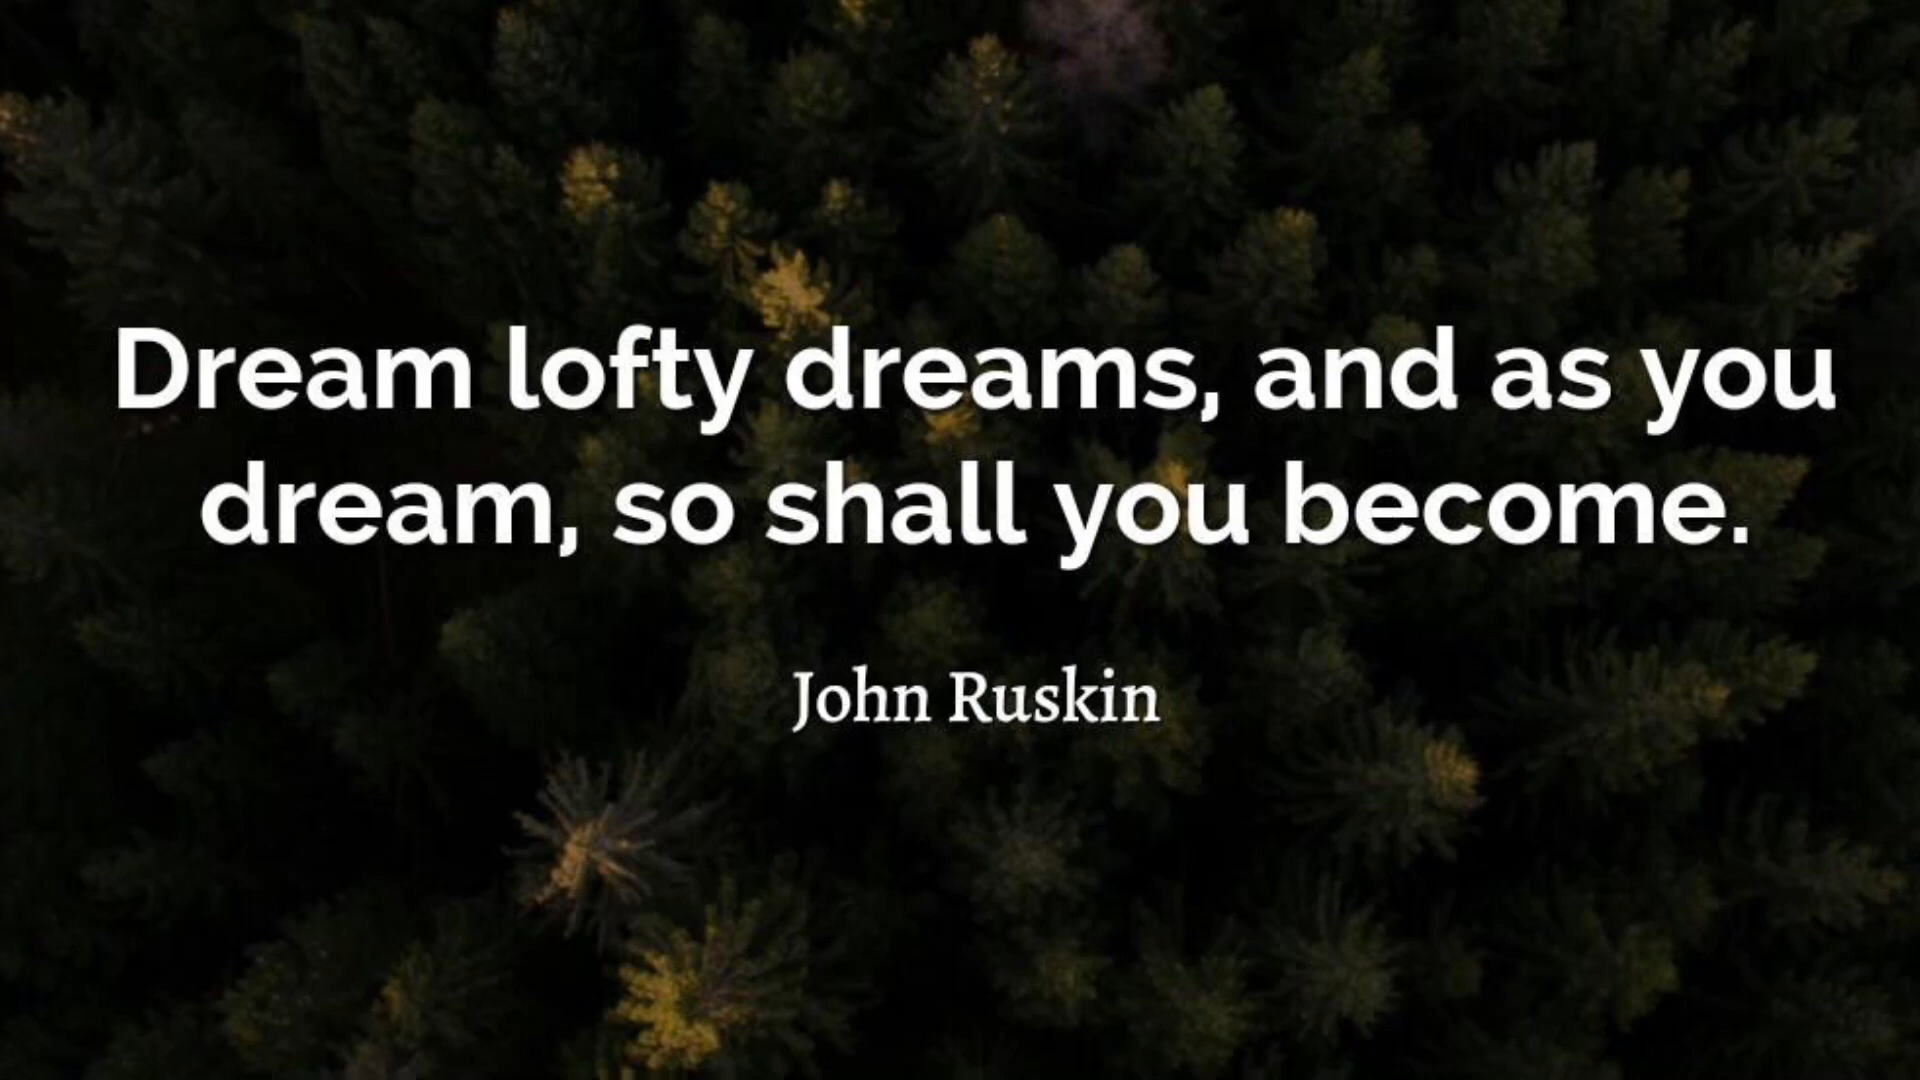 Dream lofty dreams, and as you
dream, so shall you become.
John Ruskin